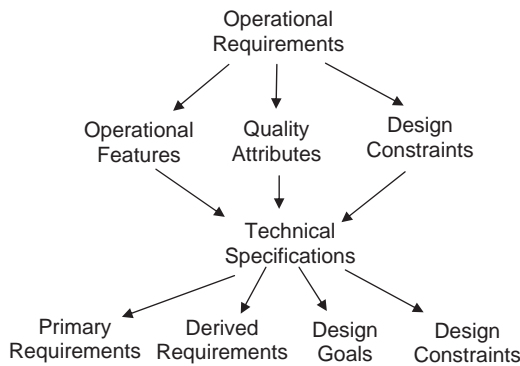 Operational
Requirements
Operational
Features
Quality
Attributes
Design
Constraints
Technical
Specifications
Primary
Requirements
Derived
Requirements
Design
Goals
Design
Constraints